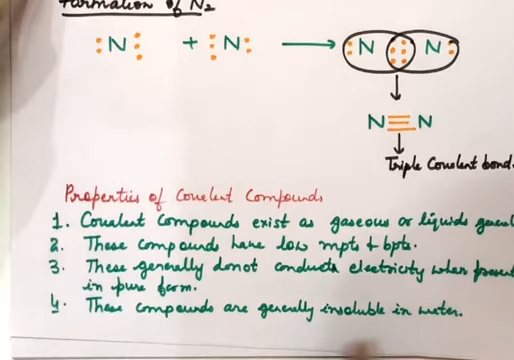 Formation of N2
:N: + :N: → N N
N≡N
Triple Covalent bond.
Properties of Covalent Compounds
1. Covalent Compounds exist as gaseous or liquids
2. These compounds have low mpts & bpts.
3. These generally donot conducts electricity when present
in pure form.
4. These compounds are generally insoluble in water.